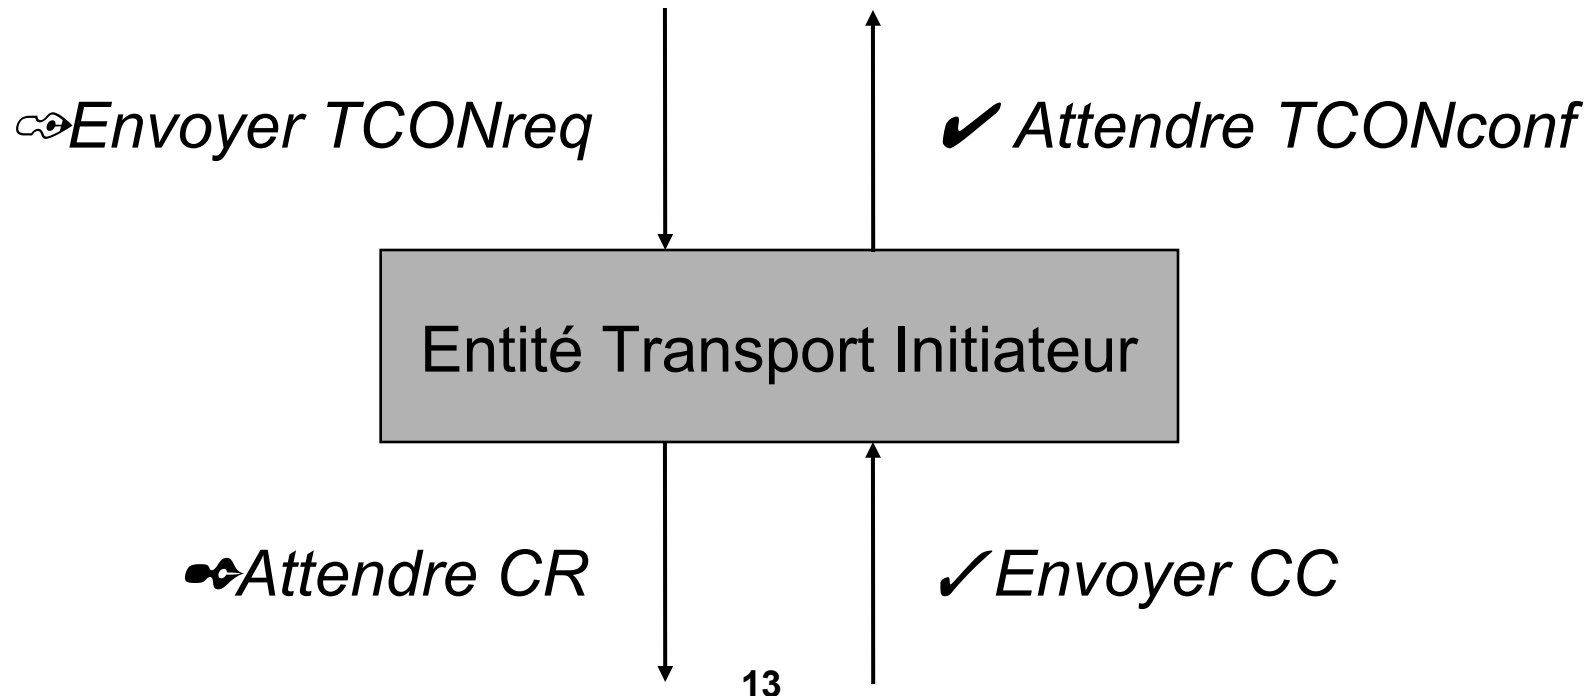 ✑Envoyer TCONreq
✔ Attendre TCONconf
Entité Transport Initiateur
✒Attendre CR
✓Envoyer CC
13